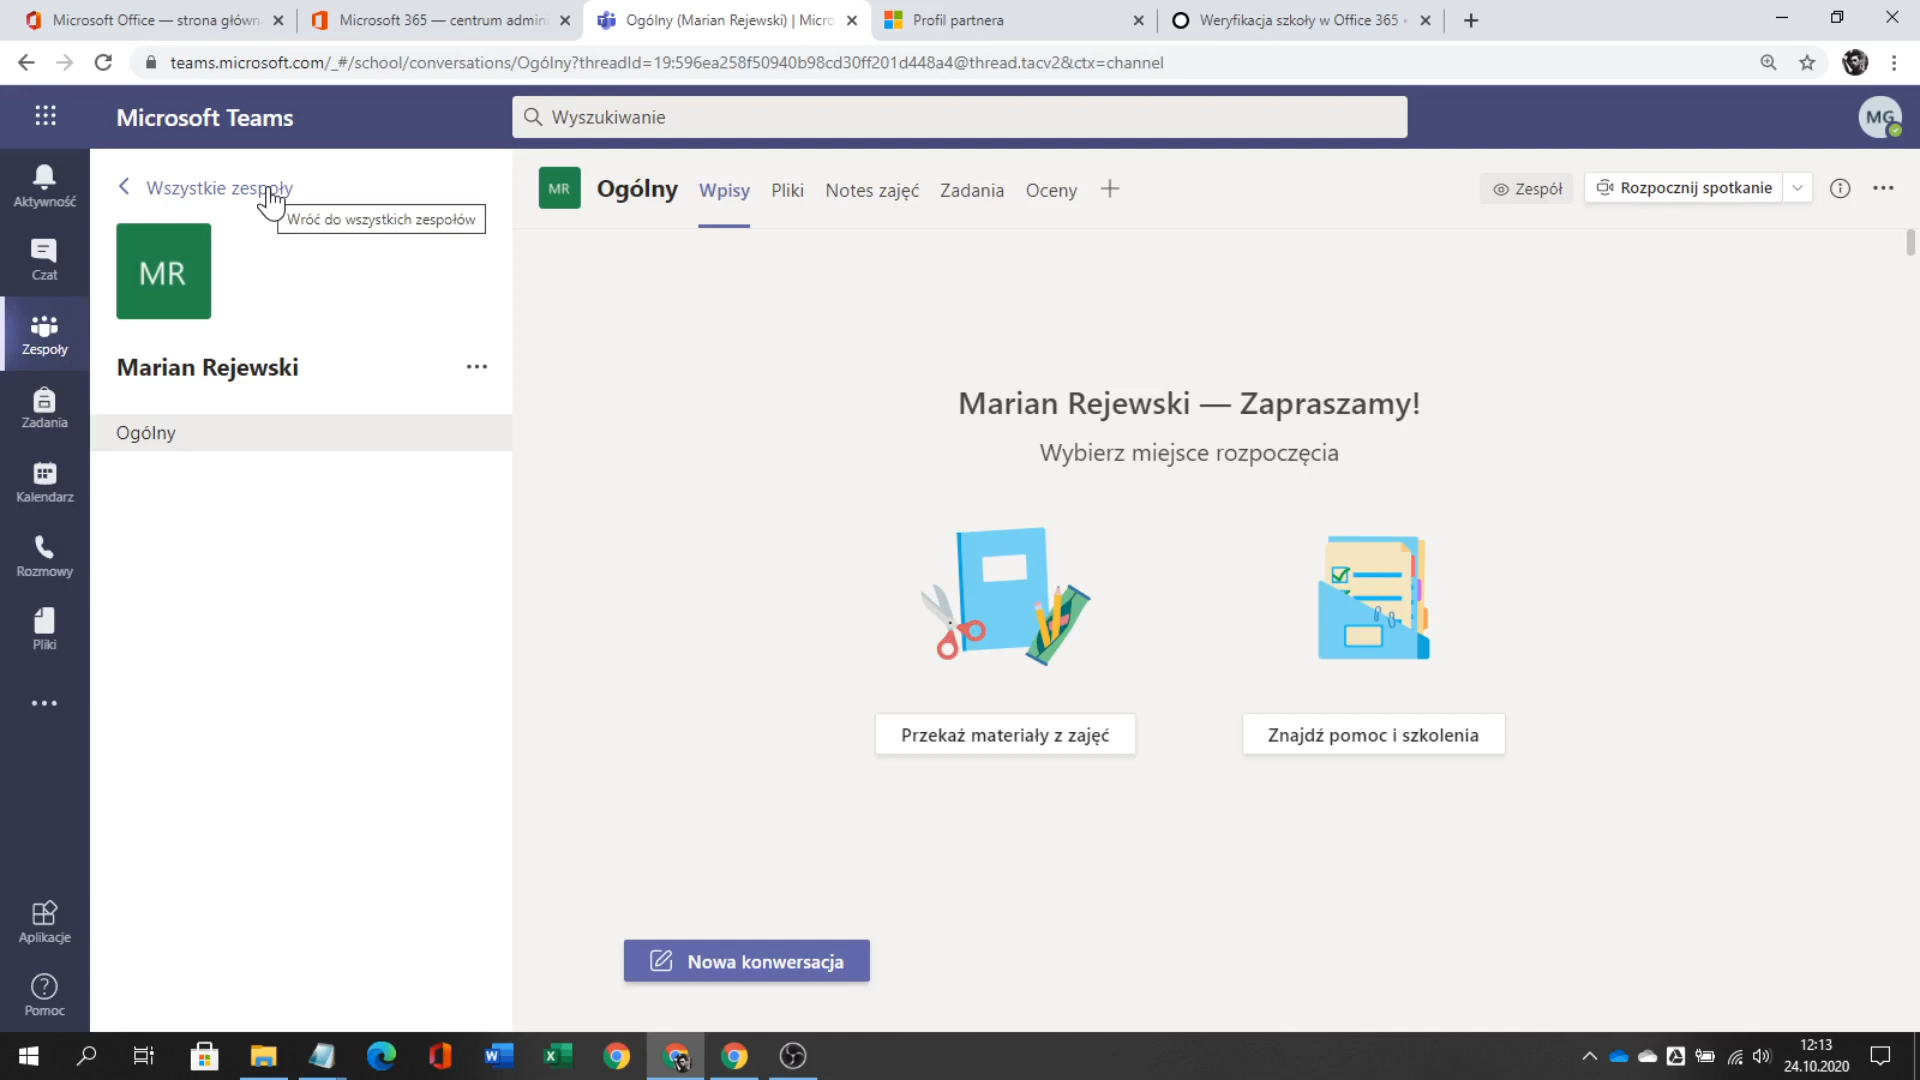 Microsoft Office — strona główn
Microsoft 365 — centrum admini
Ogólny (Marian Rejewski) | Micro
Profil partnera
Weryfikacja szkoły w Office 365
teams.microsoft.com/_#/school/conversations/Ogólny?threadId=19:596ea258f50940b98cd30ff201d448a4@thread.tacv2&ctx=channel
Microsoft Teams
Wyszukiwanie
MG
Aktywność
Czat
Zespoły
Zadania
Kalendarz
Rozmowy
Pliki
Aplikacje
Pomoc
Wszystkie zespoły
Wróć do wszystkich zespołów
MR
Marian Rejewski
Ogólny
MR
Ogólny
Wpisy
Pliki
Notes zajęć
Zadania
Oceny
Zespół
Rozpocznij spotkanie
Marian Rejewski — Zapraszamy!
Wybierz miejsce rozpoczęcia
Przekaż materiały z zajęć
Znajdź pomoc i szkolenia
Nowa konwersacja
12:13
24.10.2020